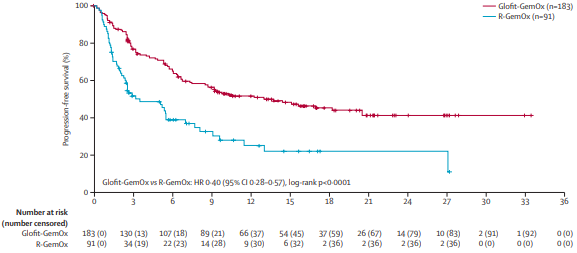 Glofit-GemOx (n=183)
R-GemOx (n=91)
Progression-free survival (%)
100
80
60
40
20
0
Glofit-GemOx vs R-GemOx: HR 0·40 (95% CI 0·28–0·57), log-rank p<0·0001
0 3 6 9 12 15 18 21 24 27 30 33 36
Number at risk
(number censored)
Glofit-GemOx 183 (0) 130 (13) 107 (18) 89 (21) 66 (37) 54 (45) 37 (59) 26 (67) 14 (79) 10 (83) 2 (91) 1 (92) 0 (0)
R-GemOx 91 (0) 34 (19) 22 (23) 14 (28) 9 (30) 6 (32) 2 (36) 2 (36) 2 (36) 2 (36) 0 (0) 0 (0) 0 (0)